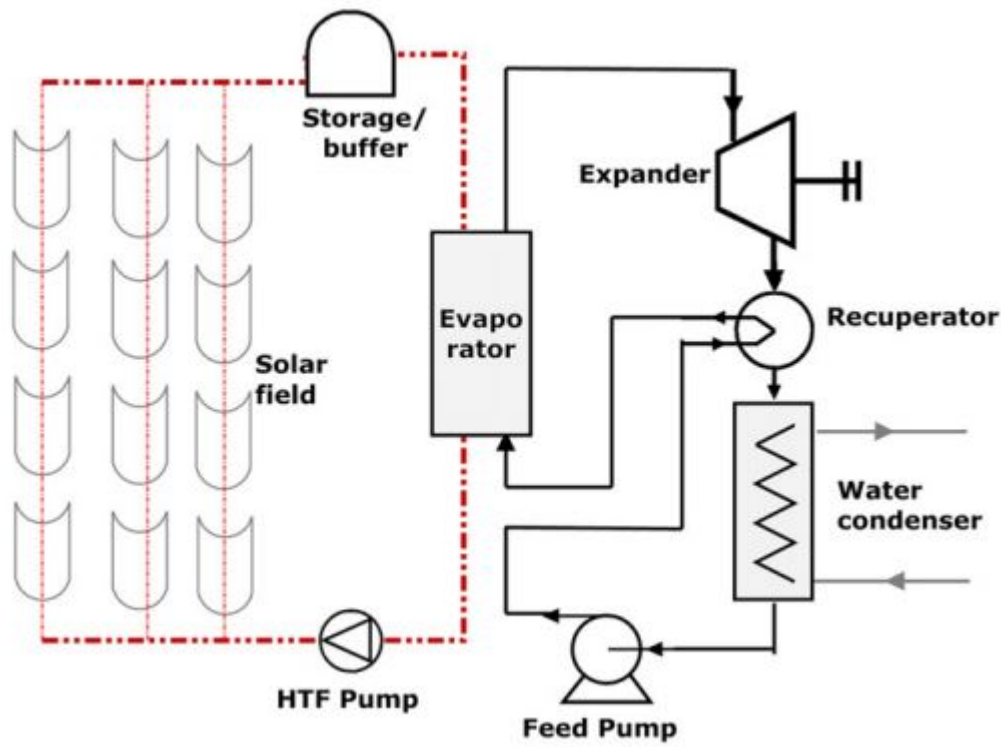 Storage/
buffer
Expander
Evapo
rator
Recuperator
Solar
field
Water
condenser
HTF Pump
Feed Pump